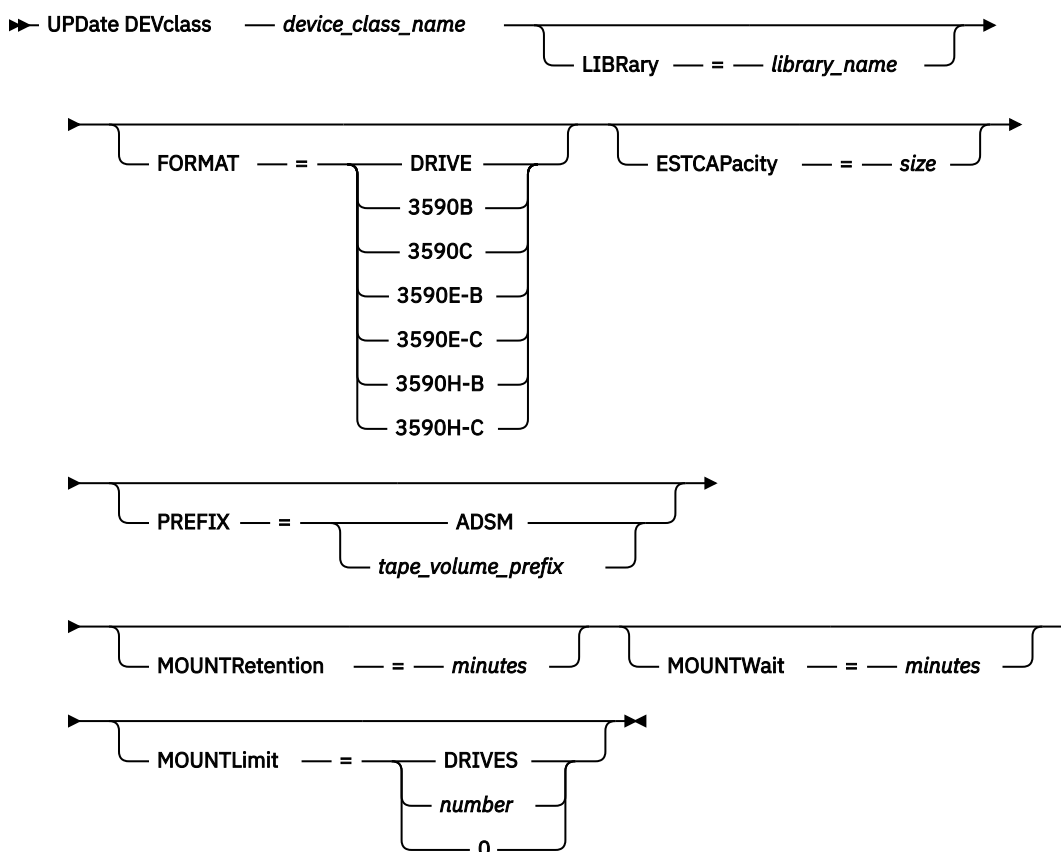 UPDate DEVclass device_class_name
LIBRary = library_name
FORMAT = DRIVE
3590B
3590C
3590E-B
3590E-C
3590H-B
3590H-C
ESTCAPacity = size
PREFIX = ADSM
tape_volume_prefix
MOUNTRetention = minutes
MOUNTWait = minutes
MOUNTLimit = DRIVES
number
0